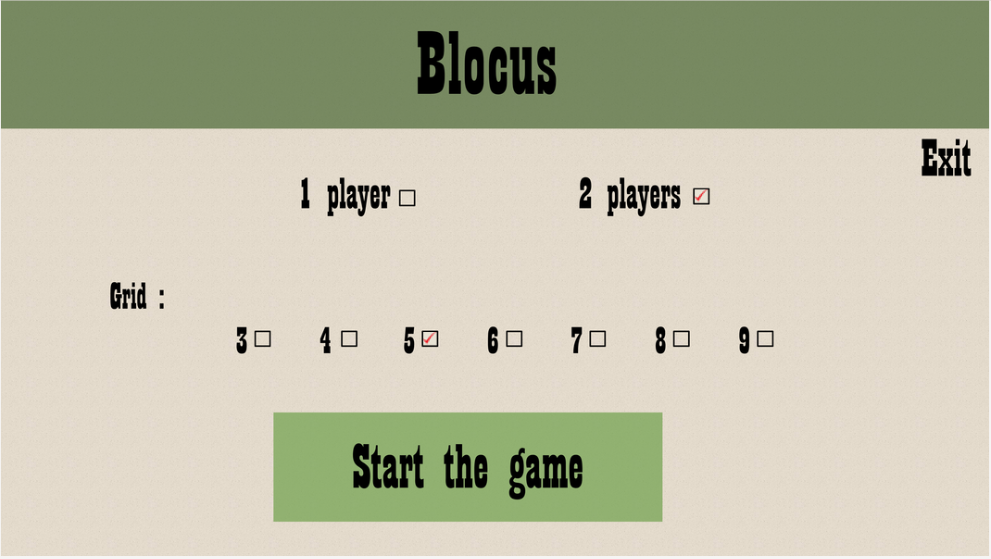 Blocus
Exit
1 player 2 players
Grid :
3 4 5 6 7 8 9
Start the game